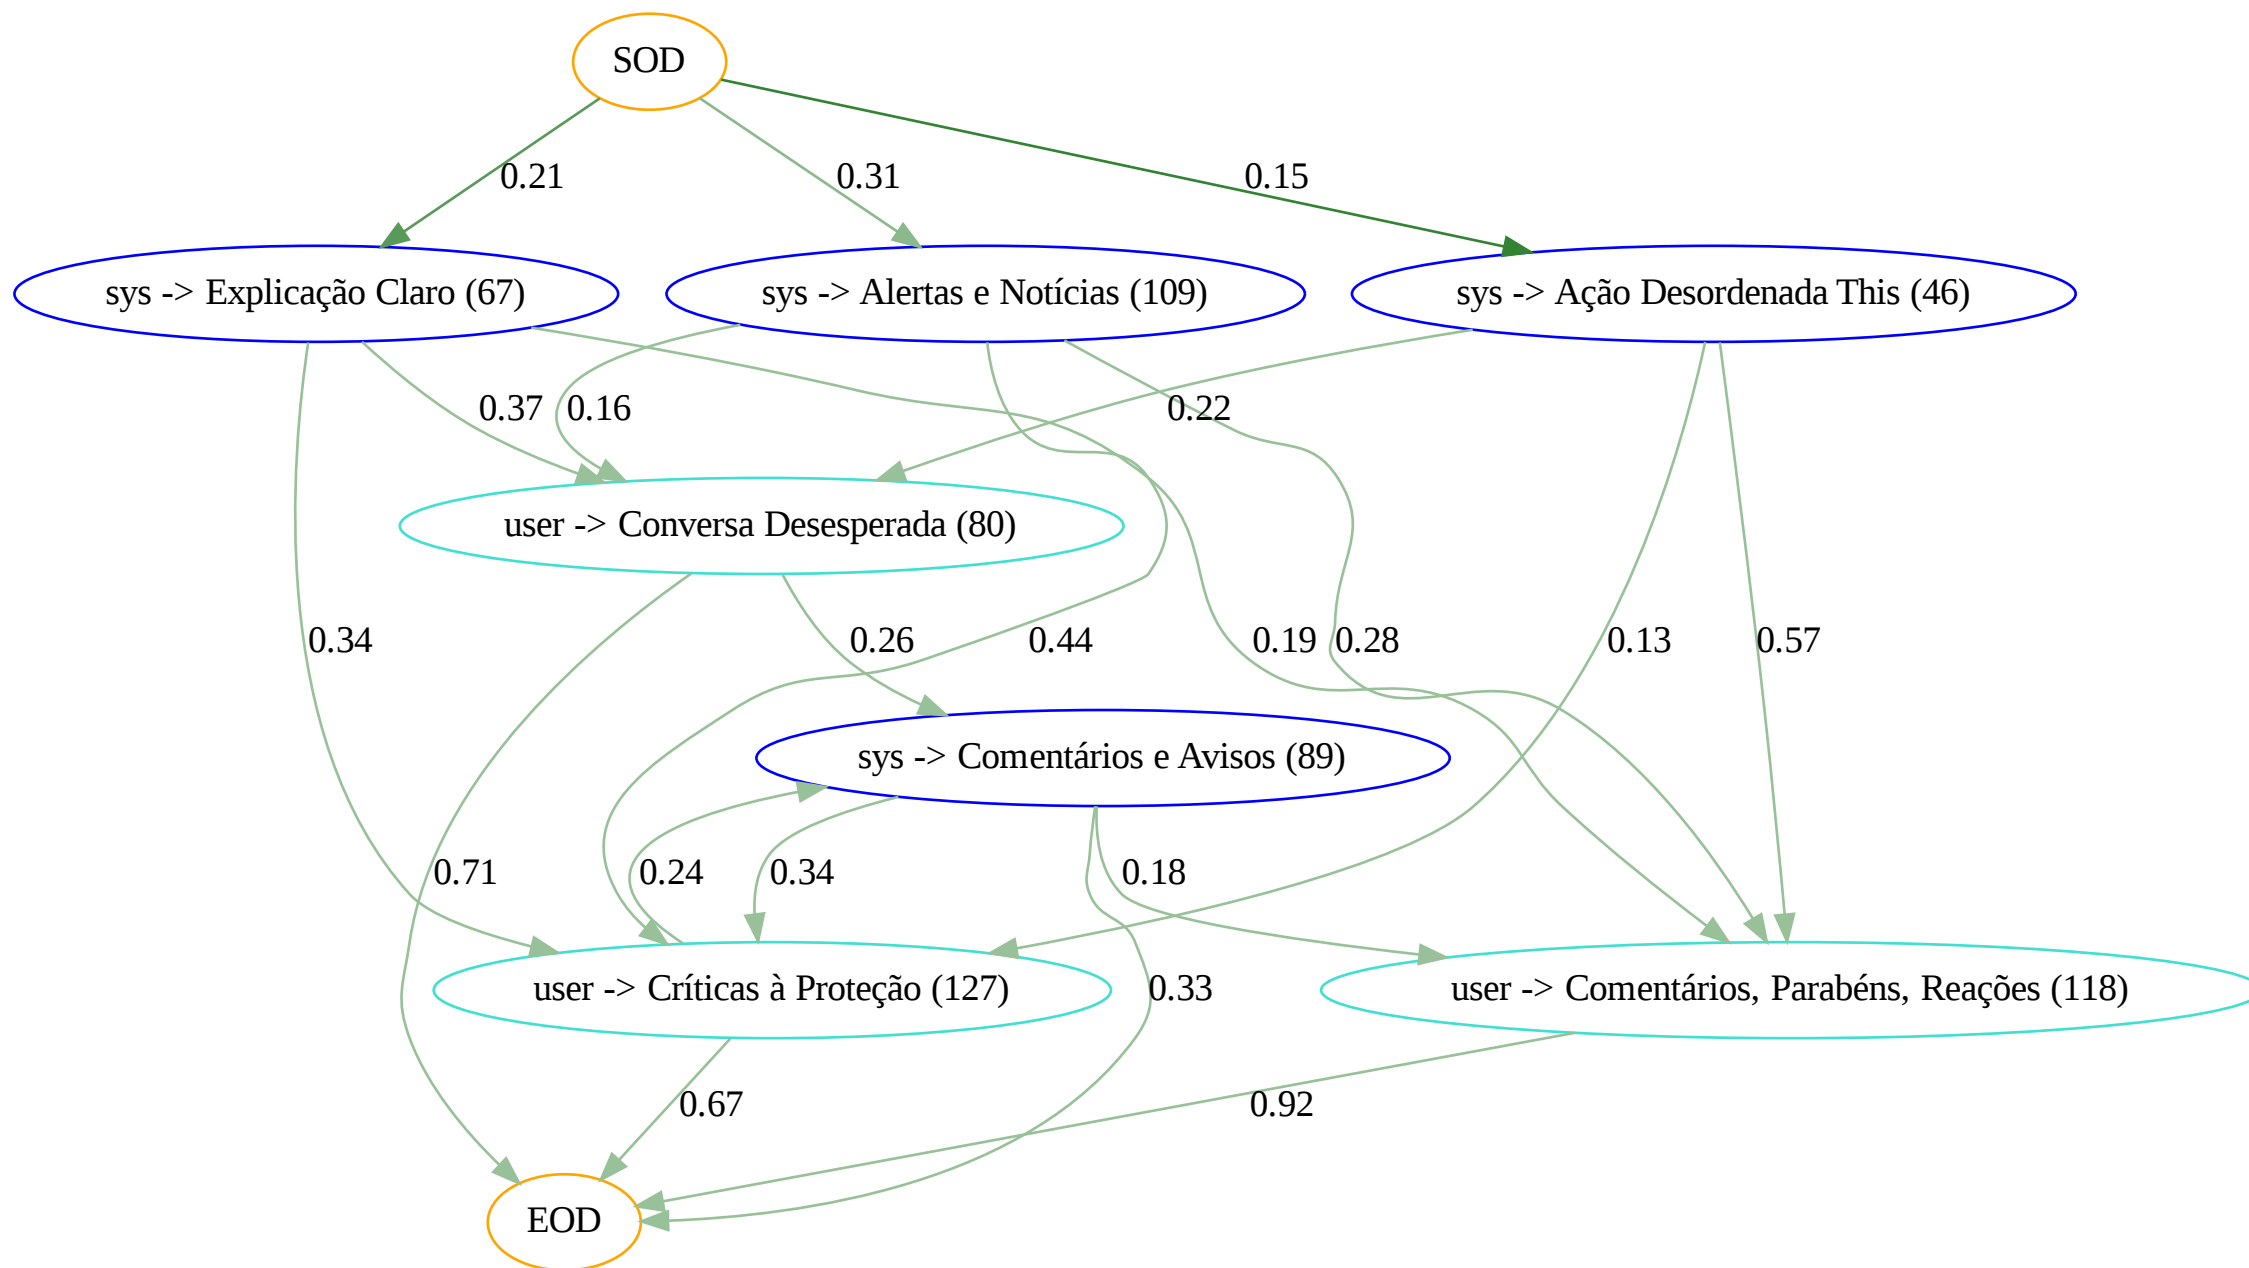 SOD
0.21
0.31
0.15
sys -> Explicação Claro (67)
sys -> Alertas e Notícias (109)
sys -> Ação Desordenada This (46)
0.37
0.16
0.22
user -> Conversa Desesperada (80)
0.34
0.26
0.44
0.19
0.28
0.13
0.57
sys -> Comentários e Avisos (89)
0.71
0.24
0.34
0.18
user -> Críticas à Proteção (127)
0.33
user -> Comentários, Parabéns, Reações (118)
0.67
0.92
EOD